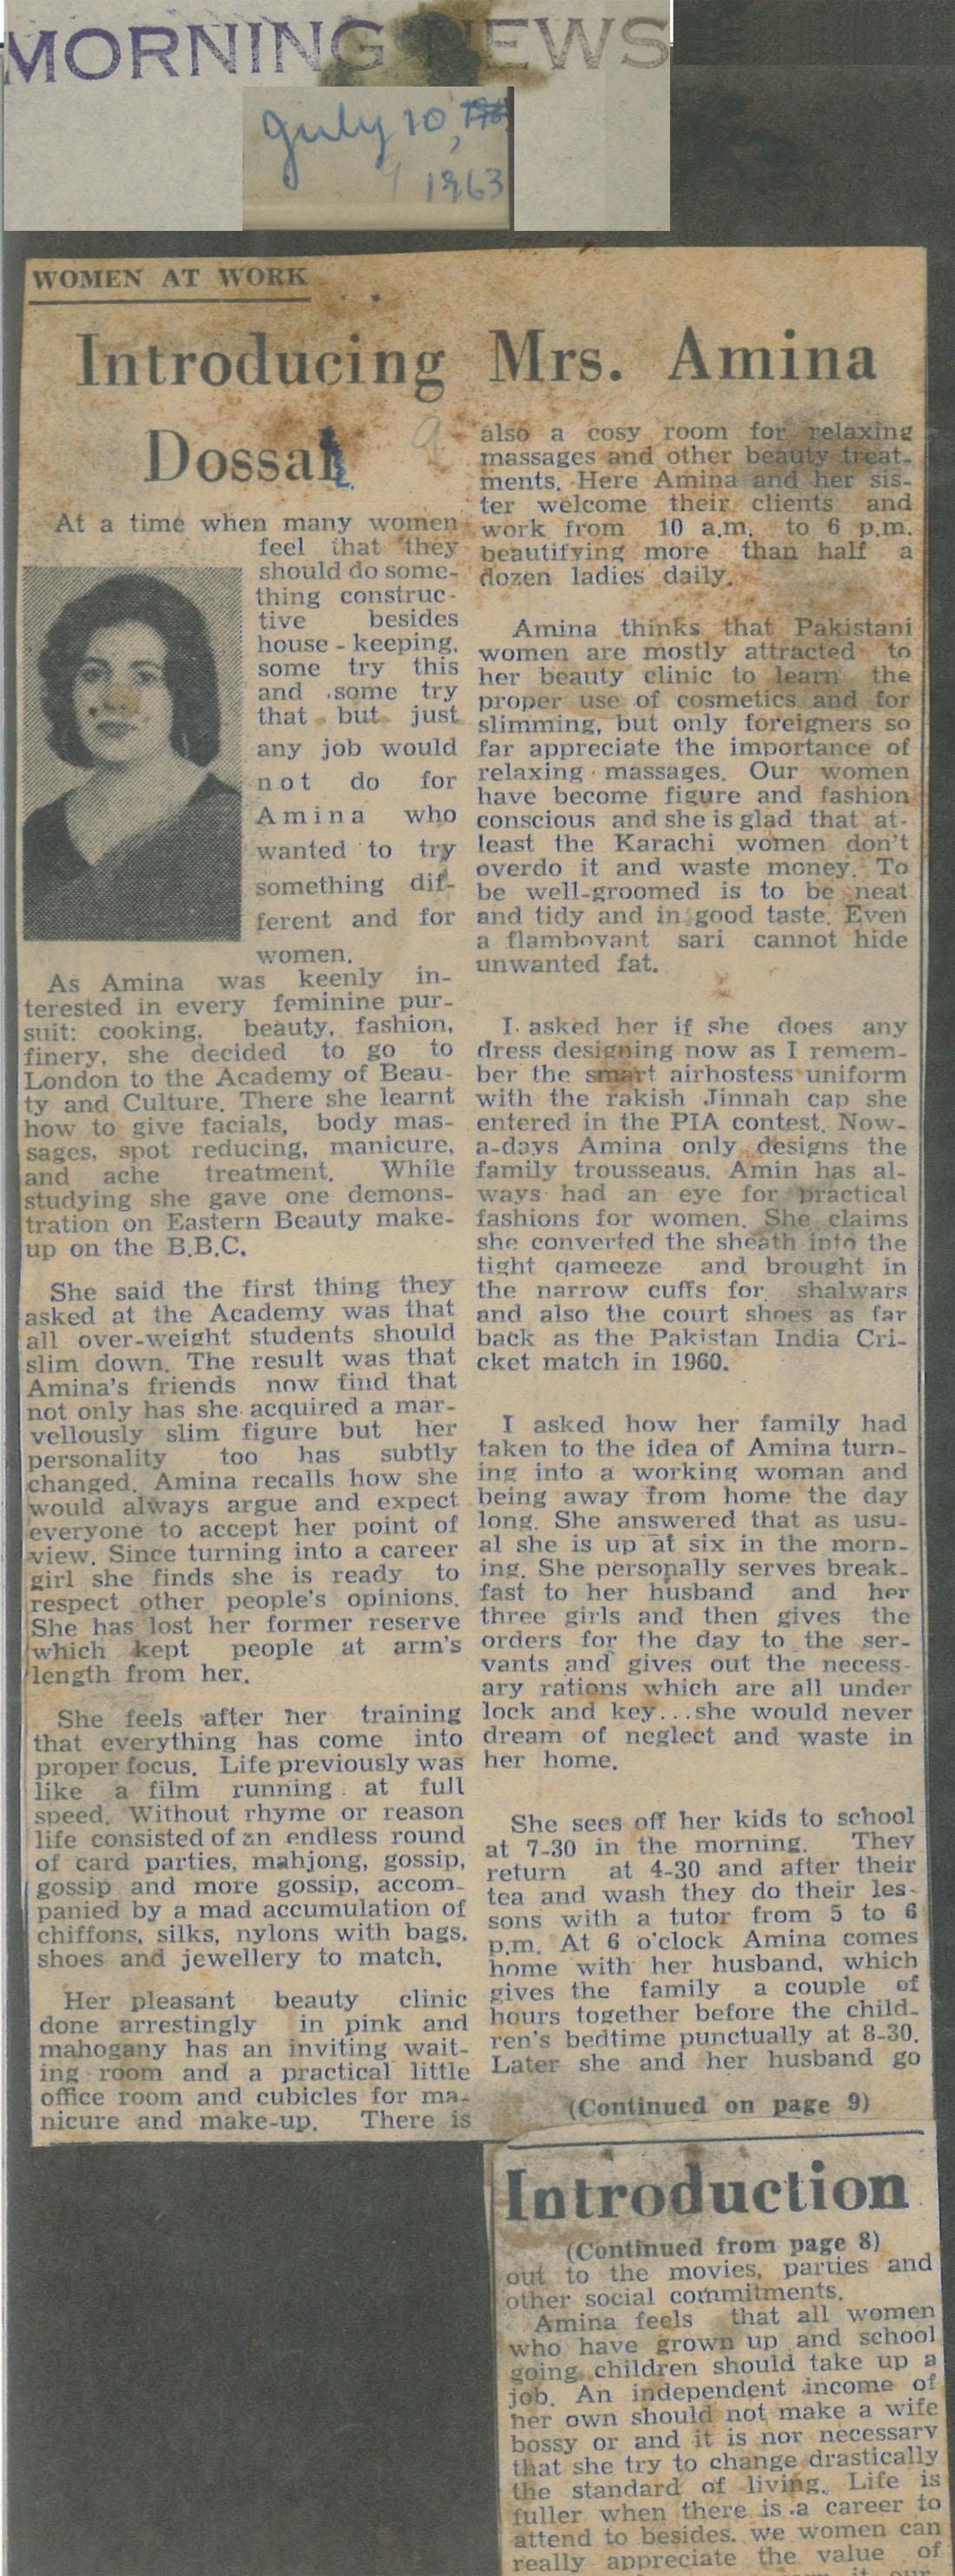 MORNING NEWS
July 10,
1963
WOMEN AT WORK
Introducing Mrs. Amina
Dossal
At a time when many women
feel that they
should do some-
thing construc-
tive besides
house - keeping,
some try this
and some try
that but just
any job would
not do for
Amina who
wanted to try
something dif-
ferent and for
women.
As Amina was keenly in-
terested in every feminine pur-
suit: cooking, beauty, fashion,
finery, she decided to go to
London to the Academy of Beau-
ty and Culture. There she learnt
how to give facials, body mas-
sages, spot reducing, manicure,
and ache treatment. While
studying she gave one demons-
tration on Eastern Beauty make-
up on the B.B.C.
She said the first thing they
asked at the Academy was that
all over-weight students should
slim down. The result was that
Amina's friends now find that
not only has she acquired a mar-
vellously slim figure but her
personality too has subtly
changed. Amina recalls how she
would always argue and expect
everyone to accept her point of
view. Since turning into a career
girl she finds she is ready to
respect other people's opinions.
She has lost her former reserve
which kept people at arm's
length from her.
She feels after her training
that everything has come into
proper focus. Life previously was
like a film running at full
speed. Without rhyme or reason
life consisted of an endless round
of card parties, mahjong, gossip,
gossip and more gossip, accom-
panied by a mad accumulation of
chiffons, silks, nylons with bags,
shoes and jewellery to match.
Her pleasant beauty clinic
done arrestingly in pink and
mahogany has an inviting wait-
ing room and a practical little
office room and cubicles for ma-
nicure and make-up. There is
also a cosy room for relaxing
massages and other beauty treat-
ments. Here Amina and her sis-
ter welcome their clients and
work from 10 a.m. to 6 p.m.
beautifying more than half a
dozen ladies daily.
Amina thinks that Pakistani
women are mostly attracted to
her beauty clinic to learn the
proper use of cosmetics and for
slimming, but only foreigners so
far appreciate the importance of
relaxing massages. Our women
have become figure and fashion
conscious and she is glad that at-
least the Karachi women don't
overdo it and waste money. To
be well-groomed is to be neat
and tidy and in good taste. Even
a flamboyant sari cannot hide
unwanted fat.
I asked her if she does any
dress designing now as I remem-
ber the smart airhostess uniform
with the rakish Jinnah cap she
entered in the PIA contest. Now-
a-days Amina only designs the
family trousseaus. Amin has al-
ways had an eye for practical
fashions for women. She claims
she converted the sheath into the
tight qameeze and brought in
the narrow cuffs for shalwars
and also the court shoes as far
back as the Pakistan India Cri-
cket match in 1960.
I asked how her family had
taken to the idea of Amina turn-
ing into a working woman and
being away from home the day
long. She answered that as usu-
al she is up at six in the morn-
ing. She personally serves break-
fast to her husband and her
three girls and then gives the
orders for the day to the ser-
vants and gives out the necess-
ary rations which are all under
lock and key...she would never
dream of neglect and waste in
her home.
She sees off her kids to school
at 7-30 in the morning. They
return at 4-30 and after their
tea and wash they do their les-
sons with a tutor from 5 to 6
p.m. At 6 o'clock Amina comes
home with her husband, which
gives the family a couple of
hours together before the child-
ren's bedtime punctually at 8-30.
Later she and her husband go
(Continued on page 9)
Introduction
(Continued from page 8)
out to the movies, parties and
other social commitments.
Amina feels that all women
who have grown up and school
going children should take up a
job. An independent income of
her own should not make a wife
bossy or and it is nor necessary
that she try to change drastically
the standard of living. Life is
fuller when there is a career to
attend to besides. we women can
really appreciate the value of